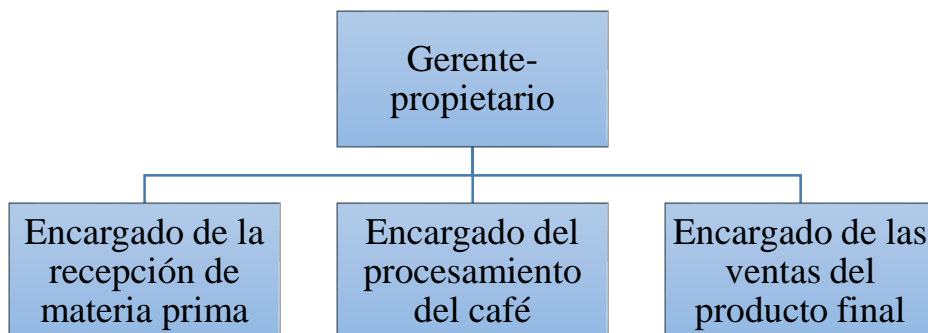 Gerente-
propietario
Encargado de la
recepción de
materia prima
Encargado del
procesamiento
del café
Encargado de las
ventas del
producto final